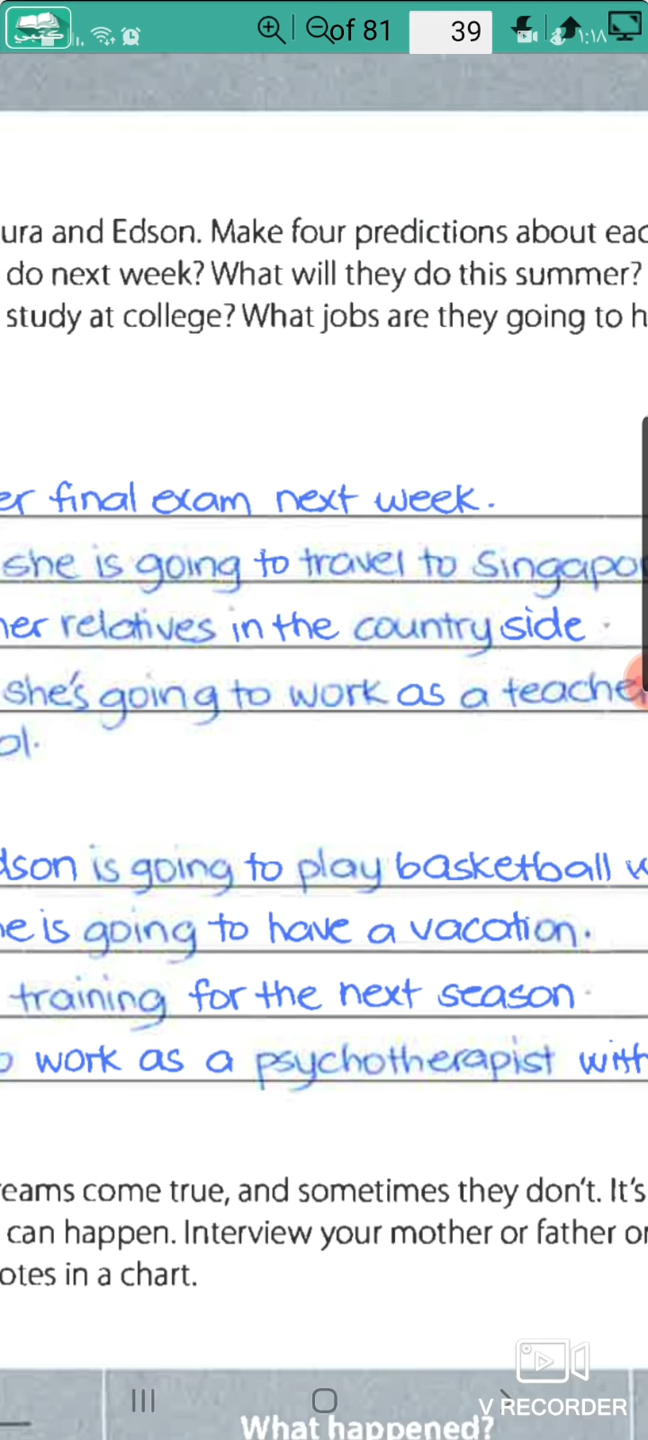 كتبي
of 81 39 ١:١٨
ura and Edson. Make four predictions about eac
do next week? What will they do this summer?
study at college? What jobs are they going to h
er final exam next week.
she is going to travel to Singapo
her relatives in the country side.
she's going to work as a teache
ol.
dson is going to play basketball w
he is going to have a vacation.
training for the next season.
o work as a psychotherapist with
reams come true, and sometimes they don't. It's
can happen. Interview your mother or father or
otes in a chart.
V RECORDER
What happened?